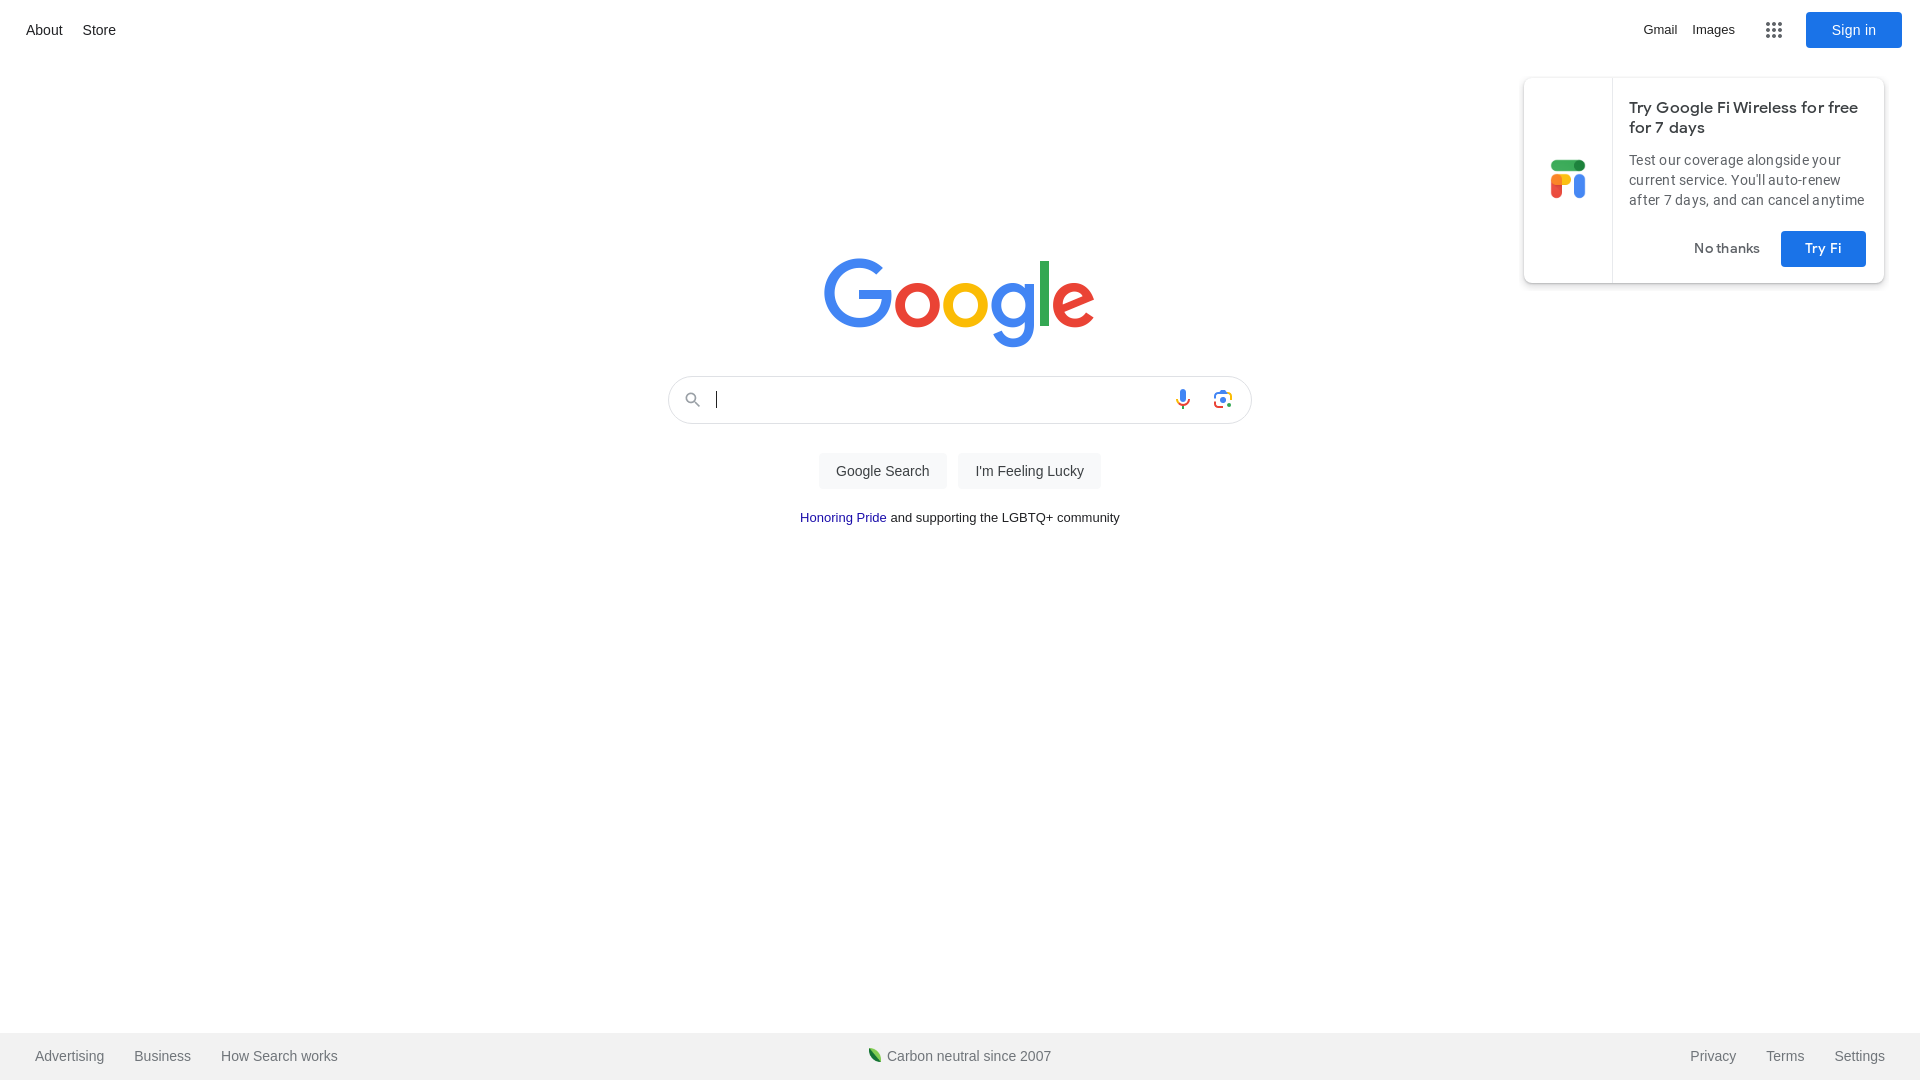 About Store
Gmail Images Sign in
Try Google Fi Wireless for free
for 7 days
Test our coverage alongside your
current service. You'll auto-renew
after 7 days, and can cancel anytime
No thanks Try Fi
Google
Google Search I'm Feeling Lucky
Honoring Pride and supporting the LGBTQ+ community
Advertising Business How Search works
Carbon neutral since 2007
Privacy Terms Settings